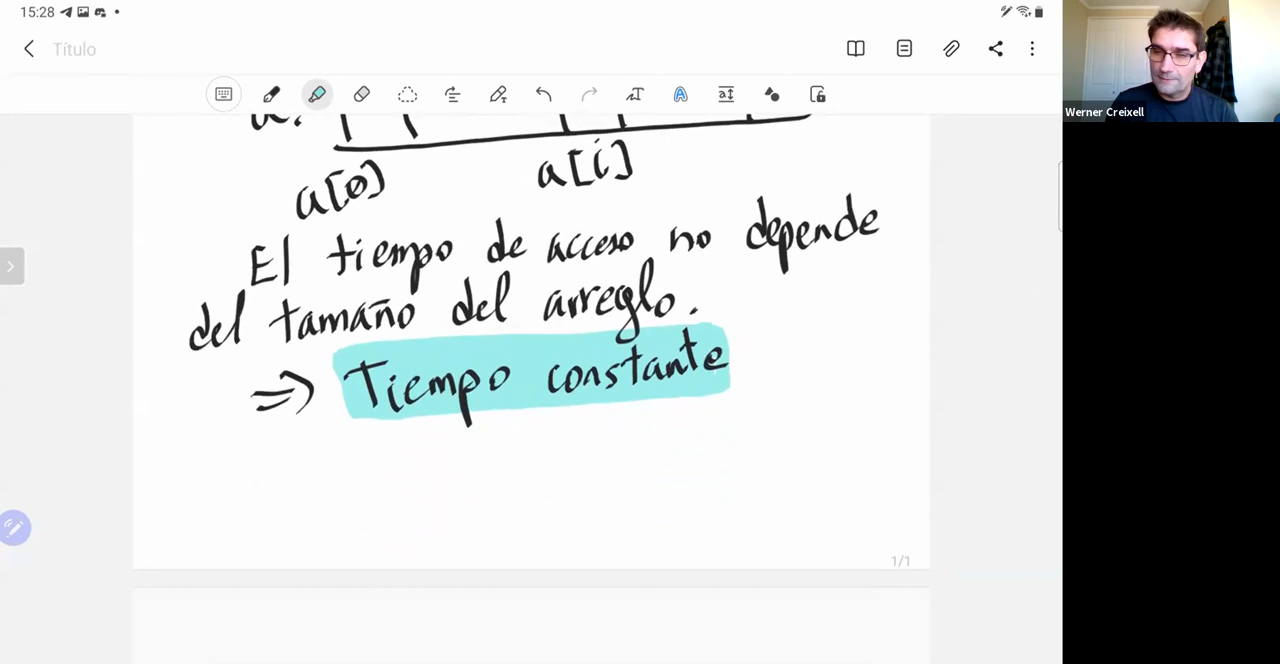 15:28
Título
Werner Creixell
a:
a[0] a[i]
El tiempo de acceso no depende
del tamaño del arreglo.
=> Tiempo constante
1/1